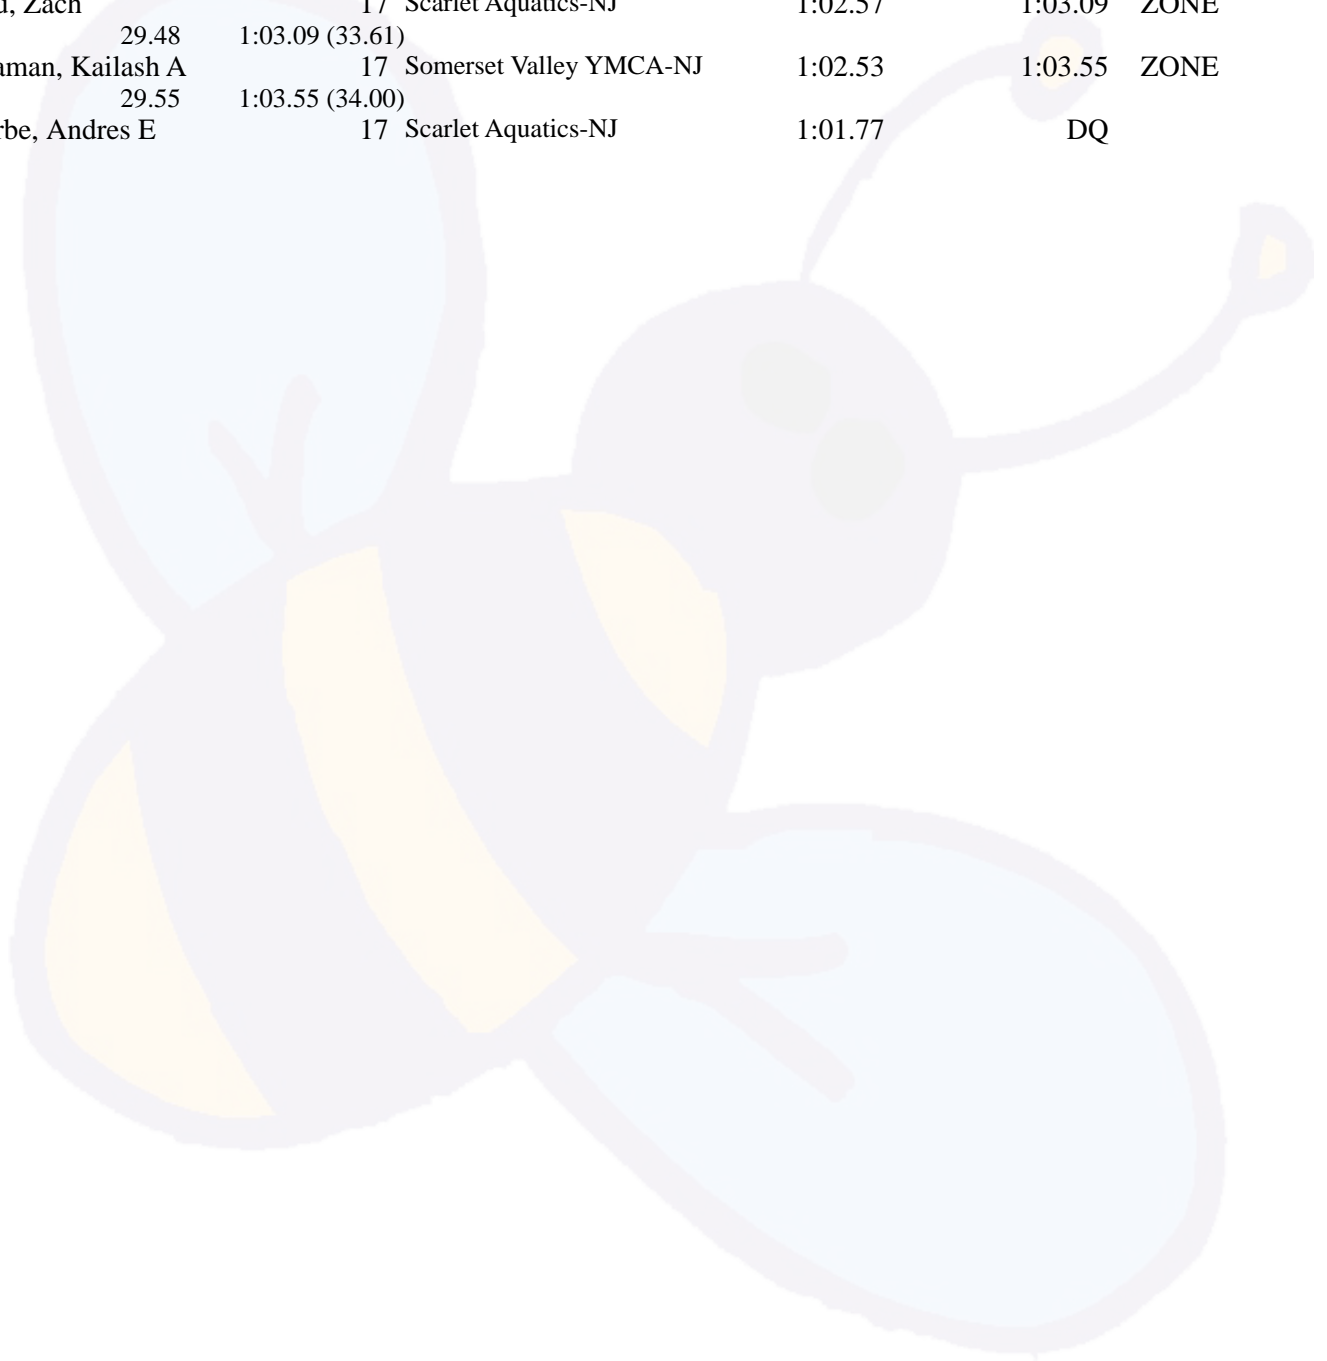 Zach 17 Scarlet Aquatics-NJ 1:02.57 1:03.09 ZONE
29.48 1:03.09 (33.61)
aman, Kailash A 17 Somerset Valley YMCA-NJ 1:02.53 1:03.55 ZONE
29.55 1:03.55 (34.00)
rbe, Andres E 17 Scarlet Aquatics-NJ 1:01.77 DQ